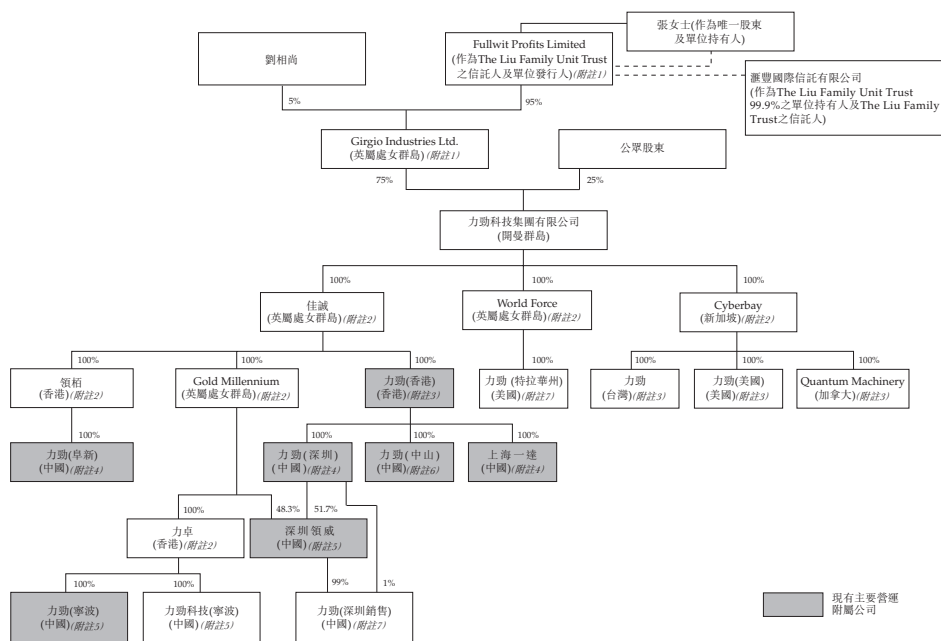 張女士(作為唯一股東
及單位持有人)
劉相尚
Fullwit Profits Limited
(作為The Liu Family Unit Trust
之信託人及單位發行人)(附註1)
滙豐國際信託有限公司
(作為The Liu Family Unit Trust
99.9%之單位持有人及The Liu Family
Trust之信託人)
5%
95%
Girgio Industries Ltd.
(英屬處女群島)(附註1)
公眾股東
75%
25%
力勁科技集團有限公司
(開曼群島)
100%
100%
100%
佳誠
(英屬處女群島)(附註2)
World Force
(英屬處女群島)(附註2)
Cyberbay
(新加坡)(附註2)
100%
100%
100%
100%
100%
100%
100%
領栢
(香港)(附註2)
Gold Millennium
(英屬處女群島)(附註2)
力勁(香港)
(香港)(附註3)
力勁 (特拉華州)
(美國)(附註7)
力勁
(台灣)(附註3)
力勁(美國)
(美國)(附註3)
Quantum Machinery
(加拿大)(附註3)
100%
100%
100%
100%
力勁(阜新)
(中國)(附註4)
力勁(深圳)
(中國)(附註4)
力勁(中山)
(中國)(附註6)
上海一達
(中國)(附註4)
100%
48.3%
51.7%
力卓
(香港)(附註2)
深圳領威
(中國)(附註5)
100%
100%
99%
1%
力勁(寧波)
(中國)(附註5)
力勁科技(寧波)
(中國)(附註5)
力勁(深圳銷售)
(中國)(附註7)
現有主要營運
附屬公司